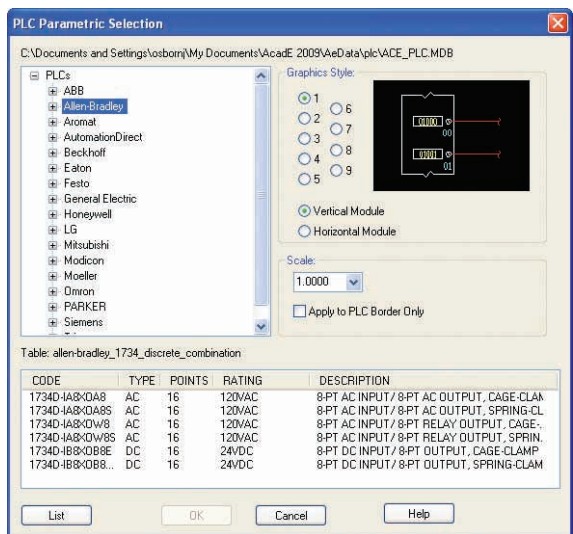 PLC Parametric Selection
C:\Documents and Settings\osbornj\My Documents\AcadE 2009\AeData\plc\ACE_PLC.MDB
PLCs
ABB
Allen-Bradley
Aromat
AutomationDirect
Beckhoff
Eaton
Festo
General Electric
Honeywell
LG
Mitsubishi
Modicon
Moeller
Omron
PARKER
Siemens
Graphics Style:
1
2
3
4
5
6
7
8
9
00
01
Vertical Module
Horizontal Module
Scale:
1.0000
Apply to PLC Border Only
Table: allen-bradley_1734_discrete_combination
CODE TYPE POINTS RATING DESCRIPTION
1734D-IA8XOA8 AC 16 120VAC 8-PT AC INPUT/ 8-PT AC OUTPUT, CAGE-CLAM
1734D-IA8XOA8S AC 16 120VAC 8-PT AC INPUT/ 8-PT AC OUTPUT, SPRING-CL
1734D-IA8XOW8 AC 16 120VAC 8-PT AC INPUT/ 8-PT RELAY OUTPUT, CAGE-.
1734D-IA8XOW8S AC 16 120VAC 8-PT AC INPUT/ 8-PT RELAY OUTPUT, SPRIN.
1734D-IB8XOB8E DC 16 24VDC 8-PT DC INPUT/ 8-PT OUTPUT, CAGE-CLAMP
1734D-IB8XOB8... DC 16 24VDC 8-PT DC INPUT/ 8-PT OUTPUT, SPRING-CLAM
List OK Cancel Help